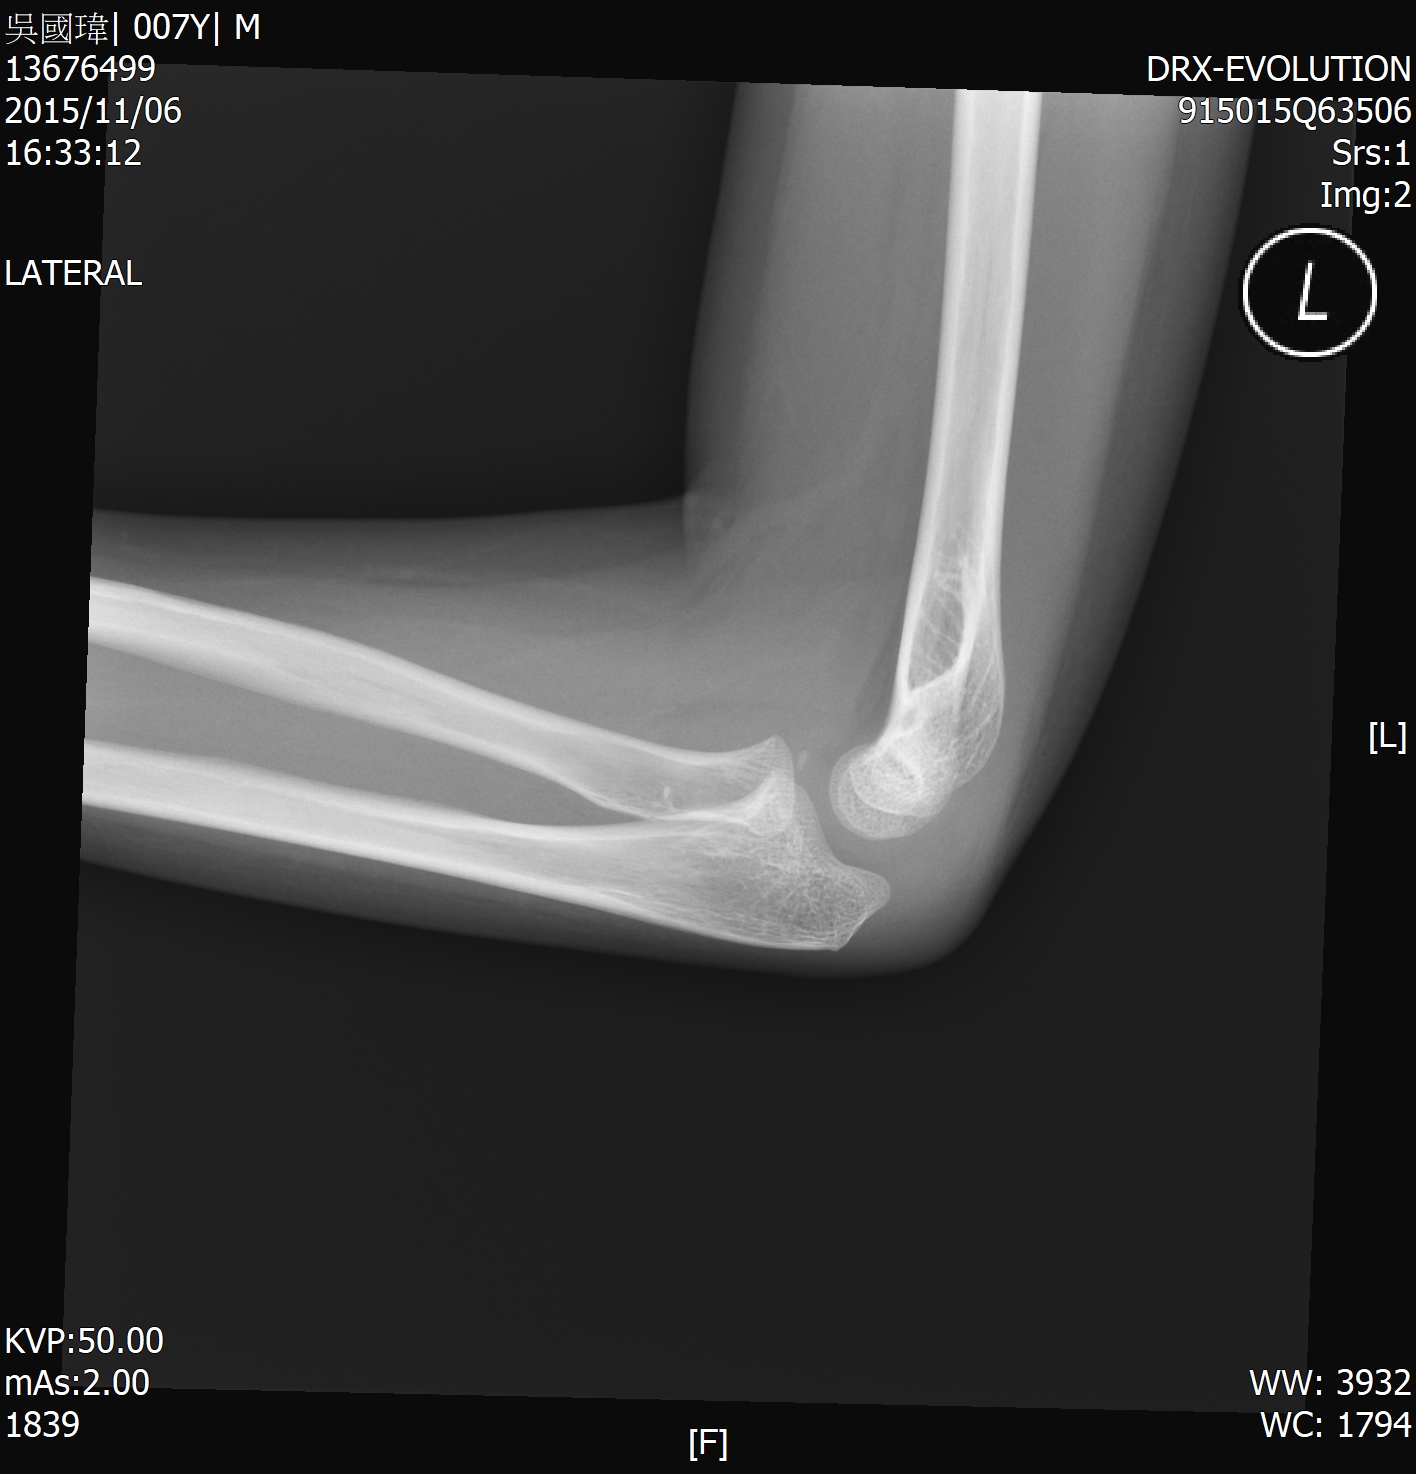 吳國瑋| 007Y| M
13676499
2015/11/06
16:33:12
LATERAL
DRX-EVOLUTION
915015Q63506
Srs:1
Img:2
L
[L]
KVP:50.00
mAs:2.00
1839
[F]
WW: 3932
WC: 1794